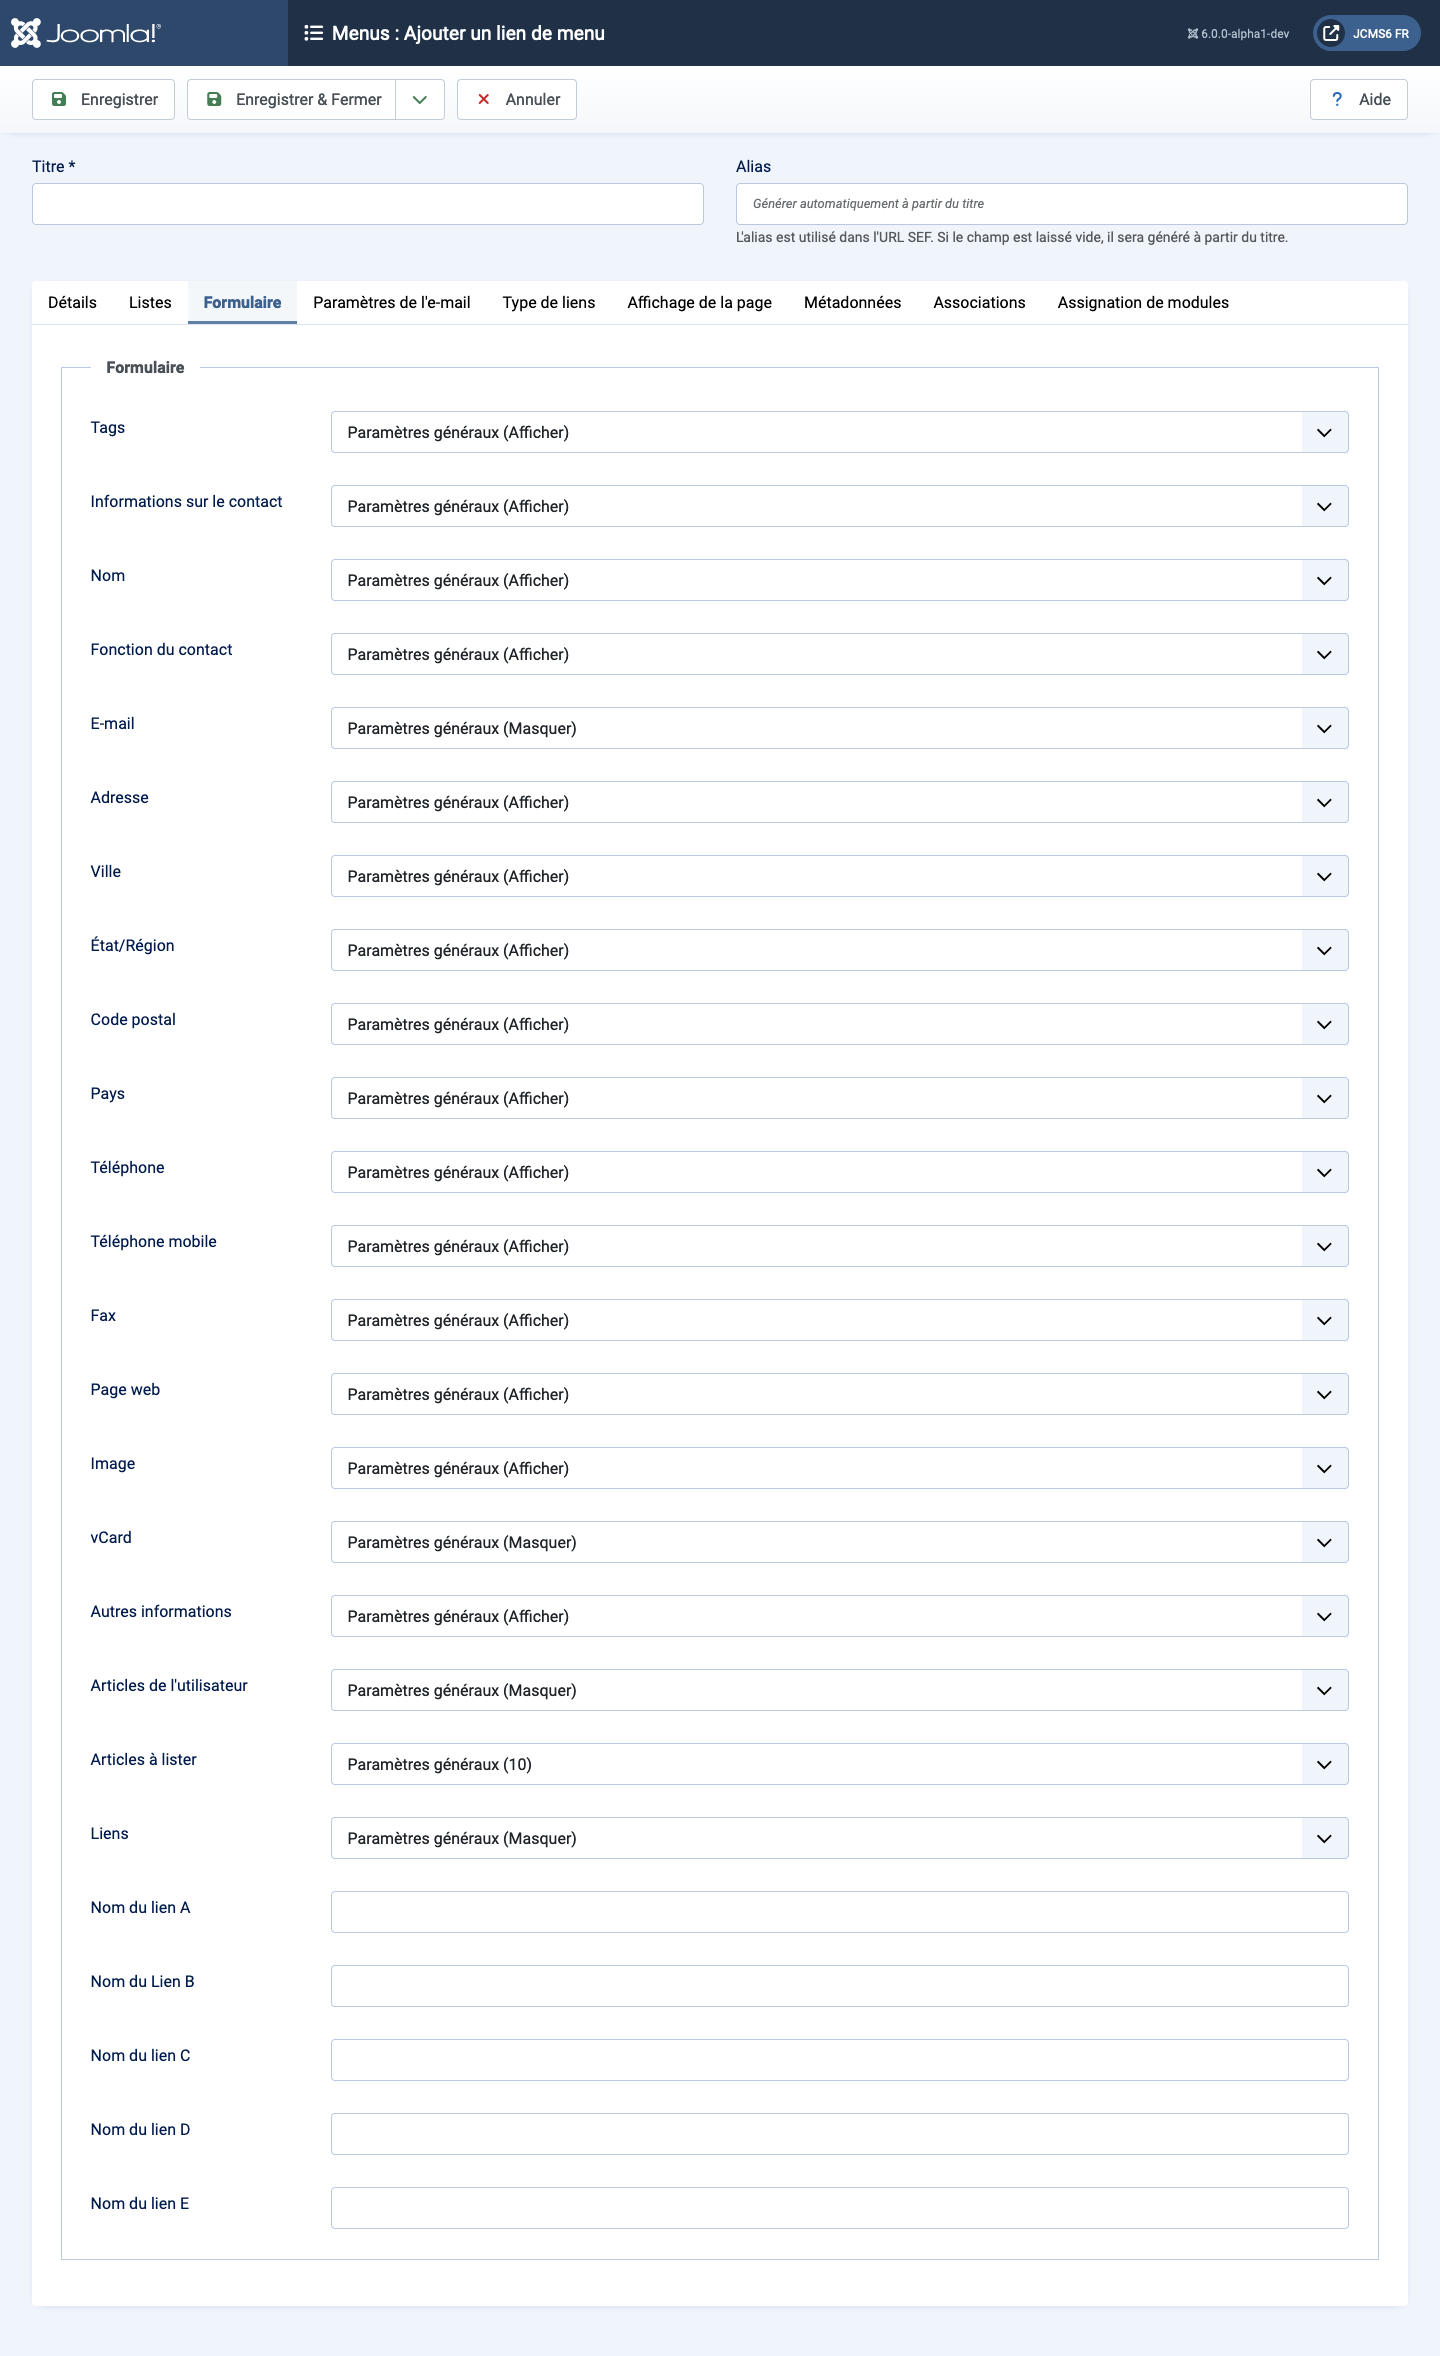 Joomla!®
Menus : Ajouter un lien de menu
6.0.0-alpha1-dev
JCMS6 FR
Enregistrer
Enregistrer & Fermer
Annuler
? Aide
Titre *
Alias
Générer automatiquement à partir du titre
L'alias est utilisé dans l'URL SEF. Si le champ est laissé vide, il sera généré à partir du titre.
Détails Listes Formulaire Paramètres de l'e-mail Type de liens Affichage de la page Métadonnées Associations Assignation de modules
Formulaire
Tags Paramètres généraux (Afficher)
Informations sur le contact Paramètres généraux (Afficher)
Nom Paramètres généraux (Afficher)
Fonction du contact Paramètres généraux (Afficher)
E-mail Paramètres généraux (Masquer)
Adresse Paramètres généraux (Afficher)
Ville Paramètres généraux (Afficher)
État/Région Paramètres généraux (Afficher)
Code postal Paramètres généraux (Afficher)
Pays Paramètres généraux (Afficher)
Téléphone Paramètres généraux (Afficher)
Téléphone mobile Paramètres généraux (Afficher)
Fax Paramètres généraux (Afficher)
Page web Paramètres généraux (Afficher)
Image Paramètres généraux (Afficher)
vCard Paramètres généraux (Masquer)
Autres informations Paramètres généraux (Afficher)
Articles de l'utilisateur Paramètres généraux (Masquer)
Articles à lister Paramètres généraux (10)
Liens Paramètres généraux (Masquer)
Nom du lien A
Nom du Lien B
Nom du lien C
Nom du lien D
Nom du lien E